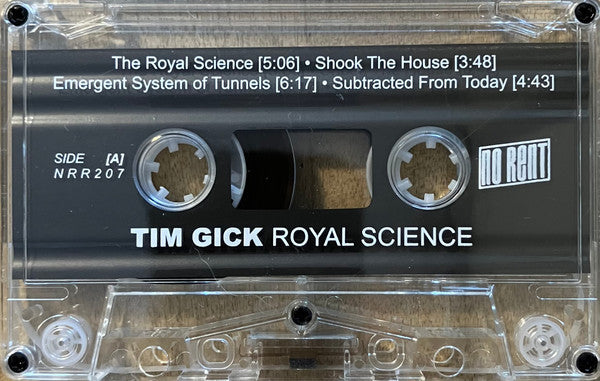 The Royal Science [5:06] • Shook The House [3:48]
Emergent System of Tunnels [6:17] • Subtracted From Today [4:43]
SIDE [A]
NRR207
NO RENT
TIM GICK ROYAL SCIENCE